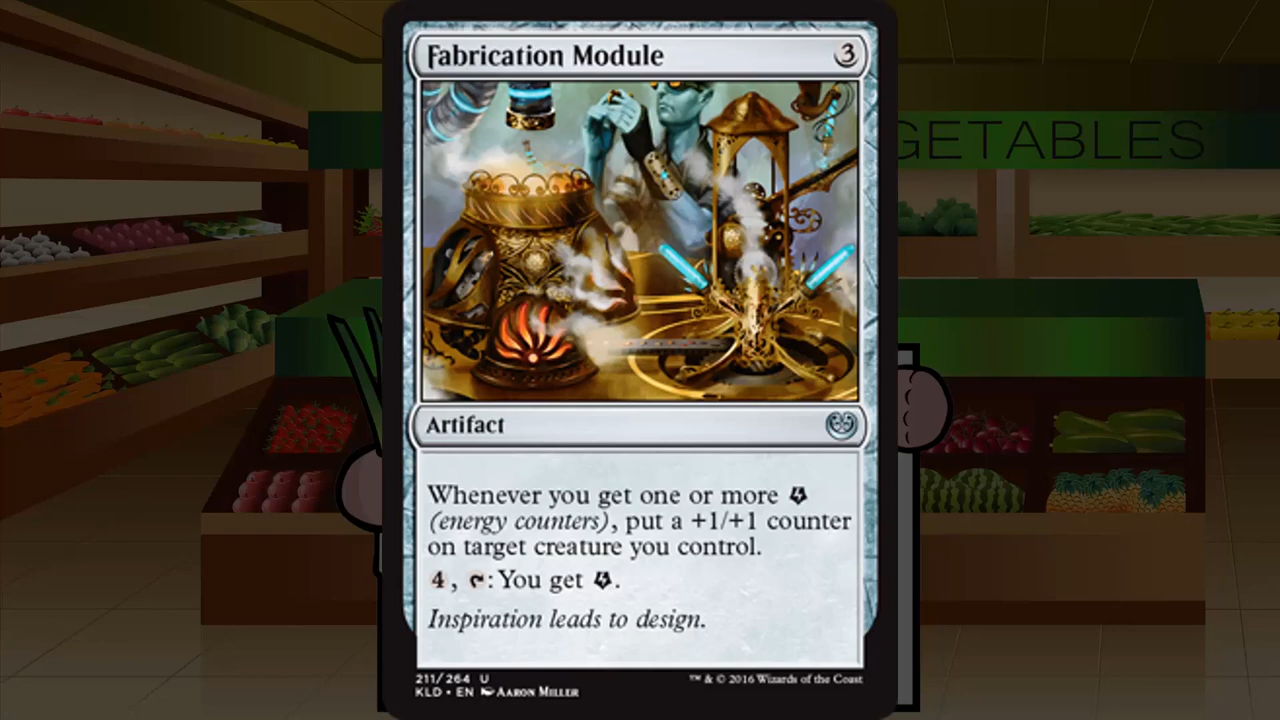 Fabrication Module 3
GETABLES
Artifact
Whenever you get one or more
(energy counters), put a +1/+1 counter
on target creature you control.
4, : You get .
Inspiration leads to design.
211/264 U
KLD • EN AARON MILLER
™ & © 2016 Wizards of the Coast